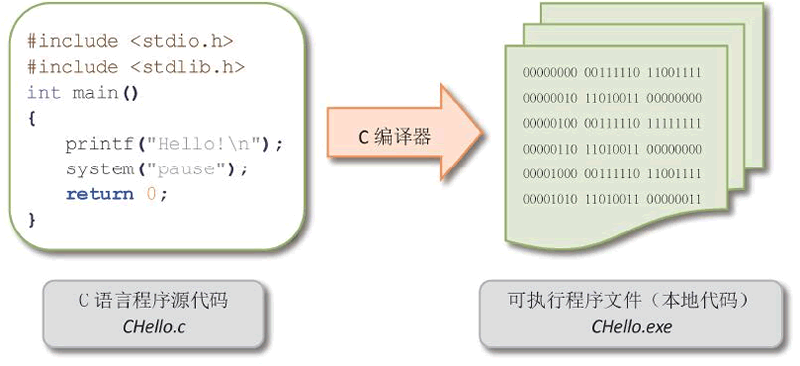 #include <stdio.h>
#include <stdlib.h>
int main()
{
printf("Hello!\n");
system("pause");
return 0;
}
C 编译器
00000000 00111110 11001111
00000010 11010011 00000000
00000100 00111110 11111111
00000110 11010011 00000000
00001000 00111110 11001111
00001010 11010011 00000011
C 语言程序源代码
CHello.c
可执行程序文件（本地代码）
CHello.exe